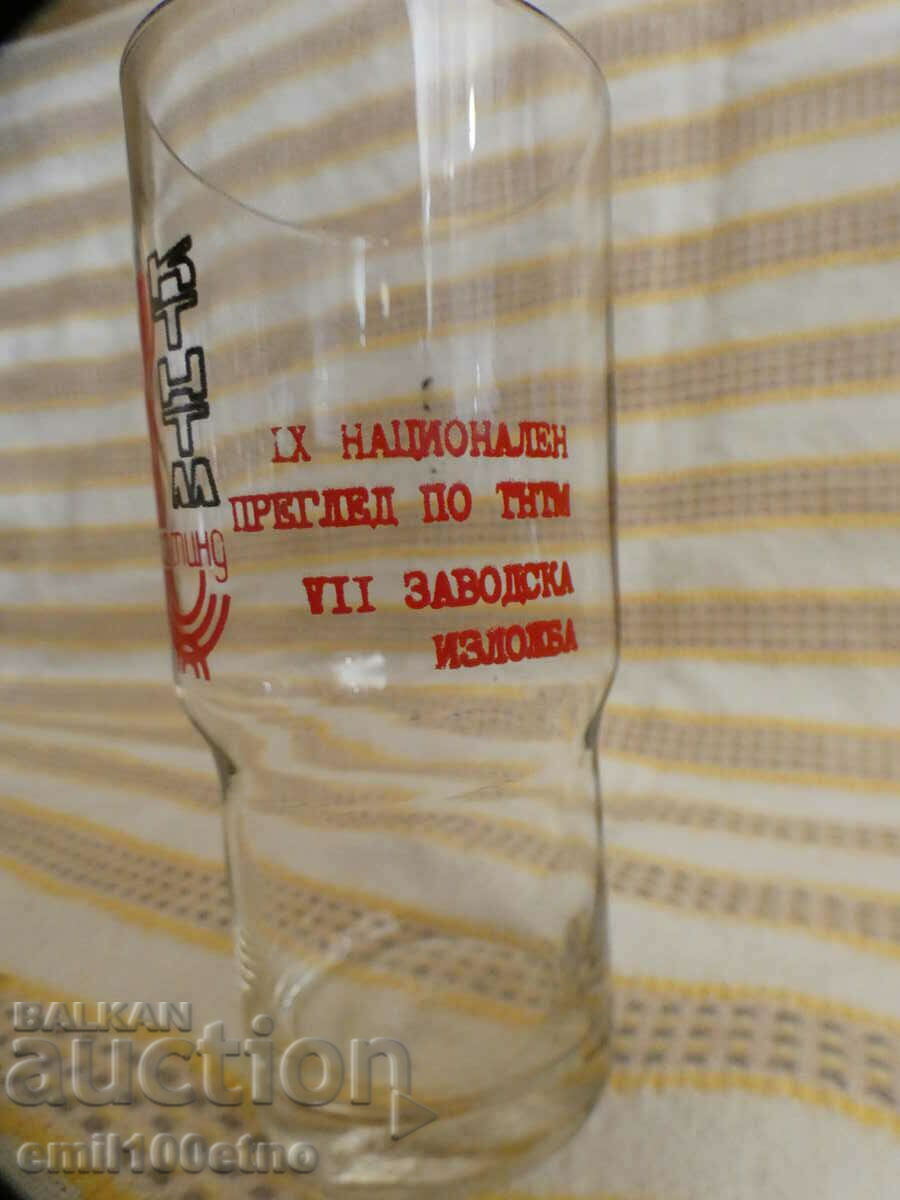 IX НАЦИОНАЛЕН
ПРЕГЛЕД ПО ТНТМ
VII ЗАВОДСКА
ИЗЛОЖБА
BALKAN
auction
emil100etno